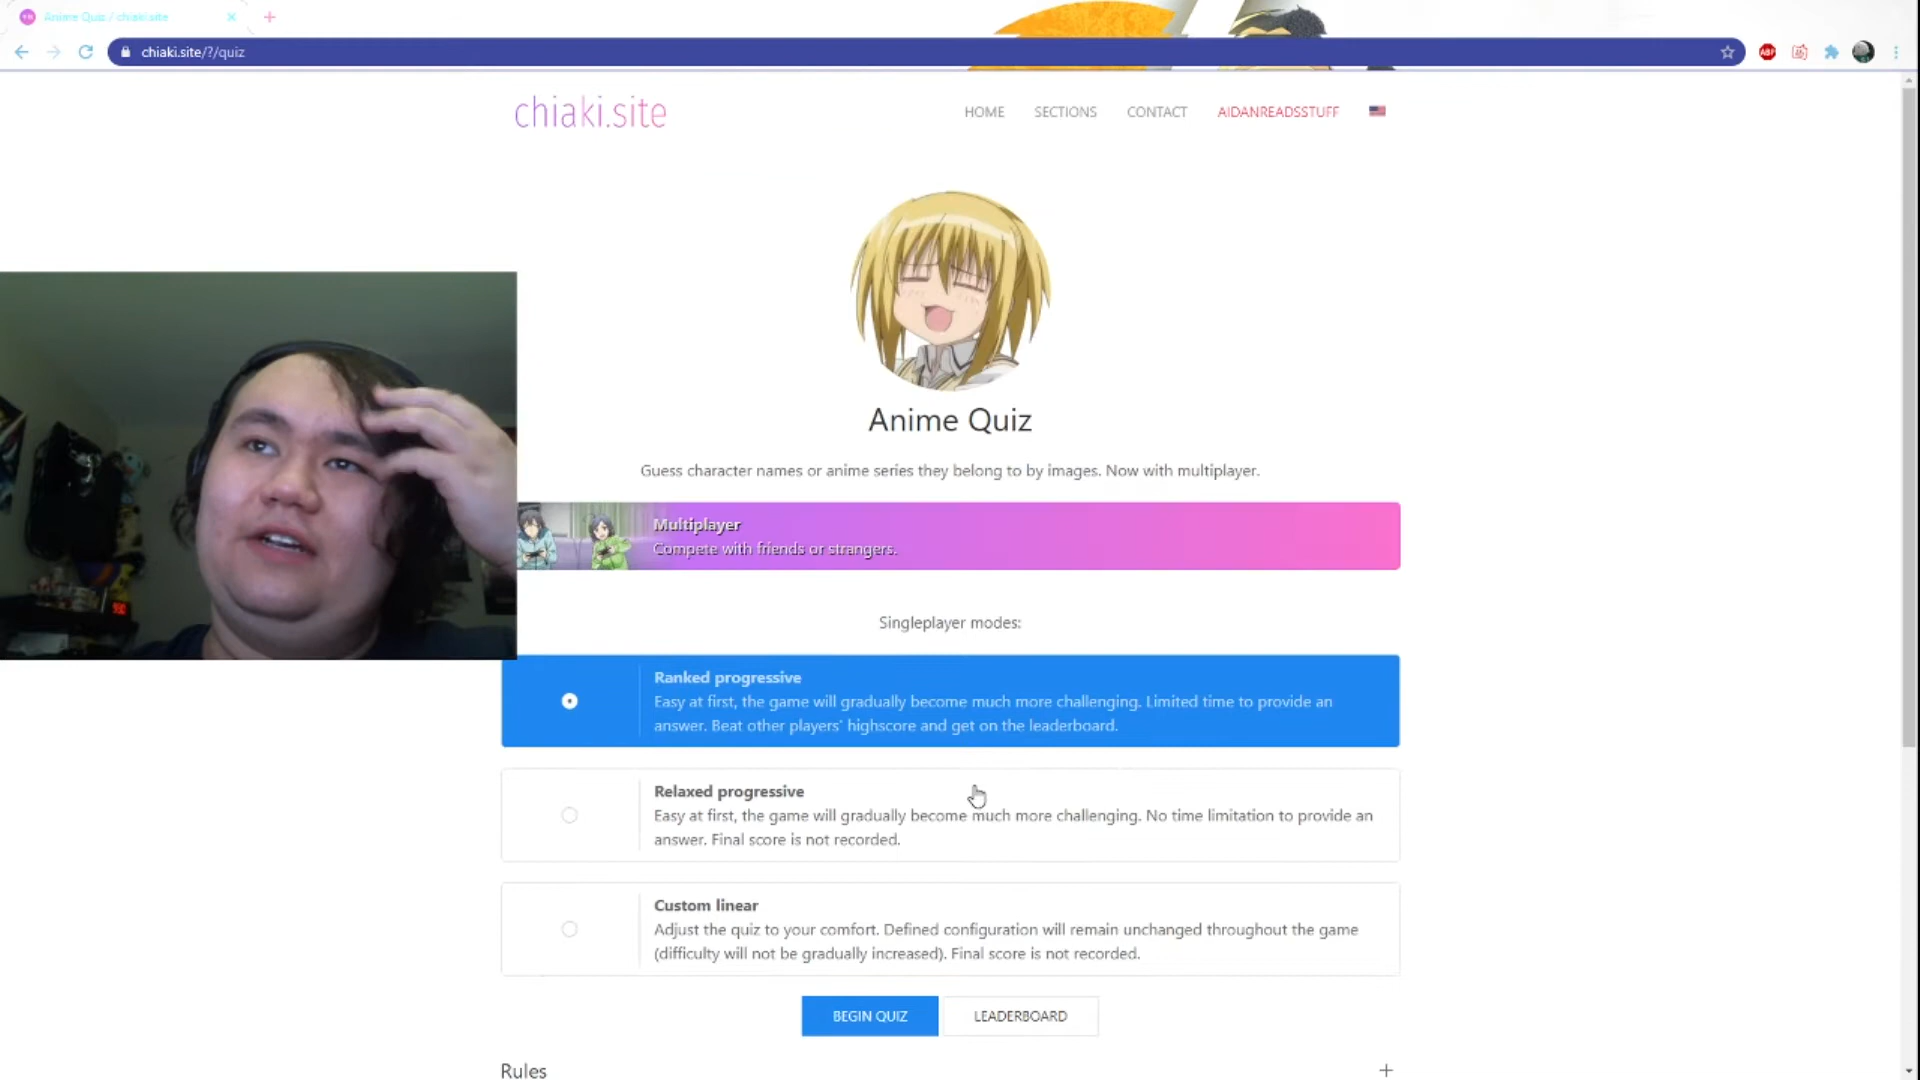 Anime Quiz / chiaki.site
chiaki.site/?/quiz
ABP
chiaki.site
HOME
SECTIONS
CONTACT
AIDANREADSSTUFF
Anime Quiz
Guess character names or anime series they belong to by images. Now with multiplayer.
Multiplayer
Compete with friends or strangers.
Singleplayer modes:
Ranked progressive
Easy at first, the game will gradually become much more challenging. Limited time to provide an
answer. Beat other players' highscore and get on the leaderboard.
Relaxed progressive
Easy at first, the game will gradually become much more challenging. No time limitation to provide an
answer. Final score is not recorded.
Custom linear
Adjust the quiz to your comfort. Defined configuration will remain unchanged throughout the game
(difficulty will not be gradually increased). Final score is not recorded.
BEGIN QUIZ
LEADERBOARD
Rules